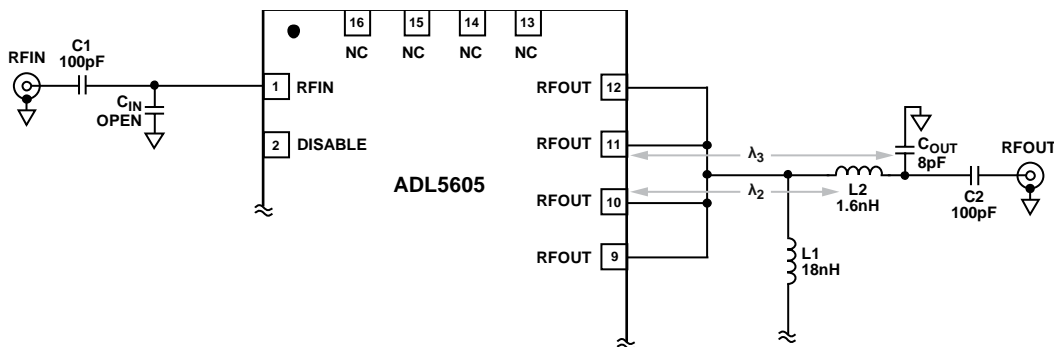 16
15
14
13
NC
NC
NC
NC
RFIN
C1
100pF
CIN
OPEN
1
RFIN
2
DISABLE
ADL5605
RFOUT
12
RFOUT
11
RFOUT
10
RFOUT
9
λ3
λ2
L2
1.6nH
L1
18nH
COUT
8pF
C2
100pF
RFOUT